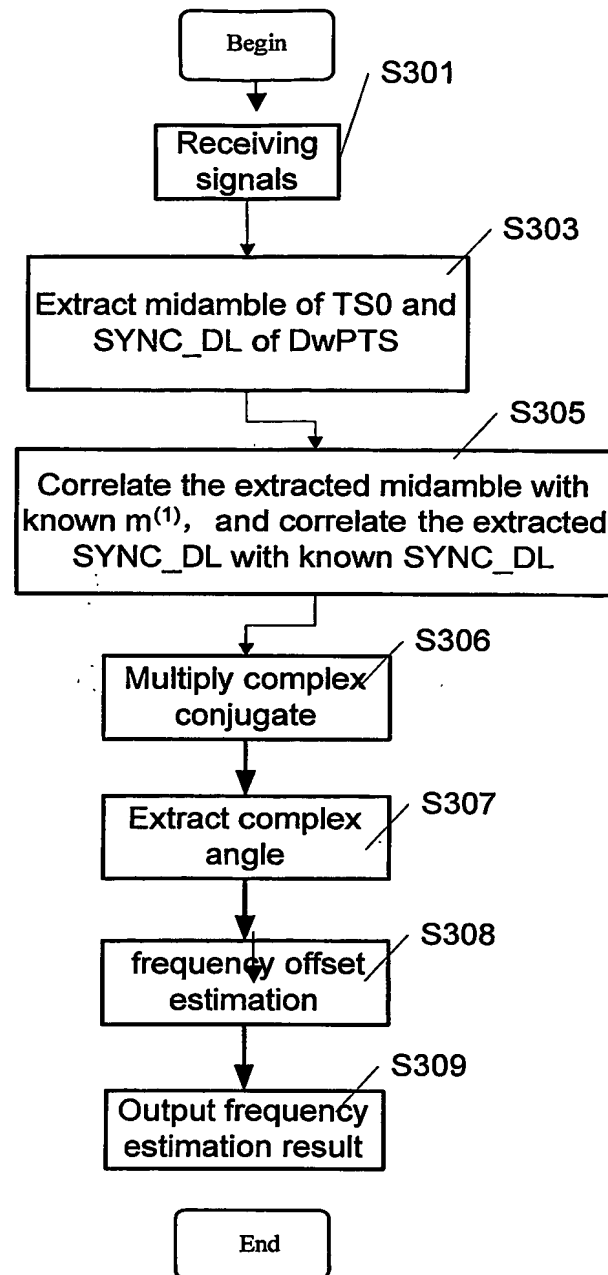 Begin
S301
Receiving
signals
S303
Extract midamble of TS0 and
SYNC_DL of DwPTS
S305
Correlate the extracted midamble with
known m(1), and correlate the extracted
SYNC_DL with known SYNC_DL
S306
Multiply complex
conjugate
S307
Extract complex
angle
S308
frequency offset
estimation
S309
Output frequency
estimation result
End